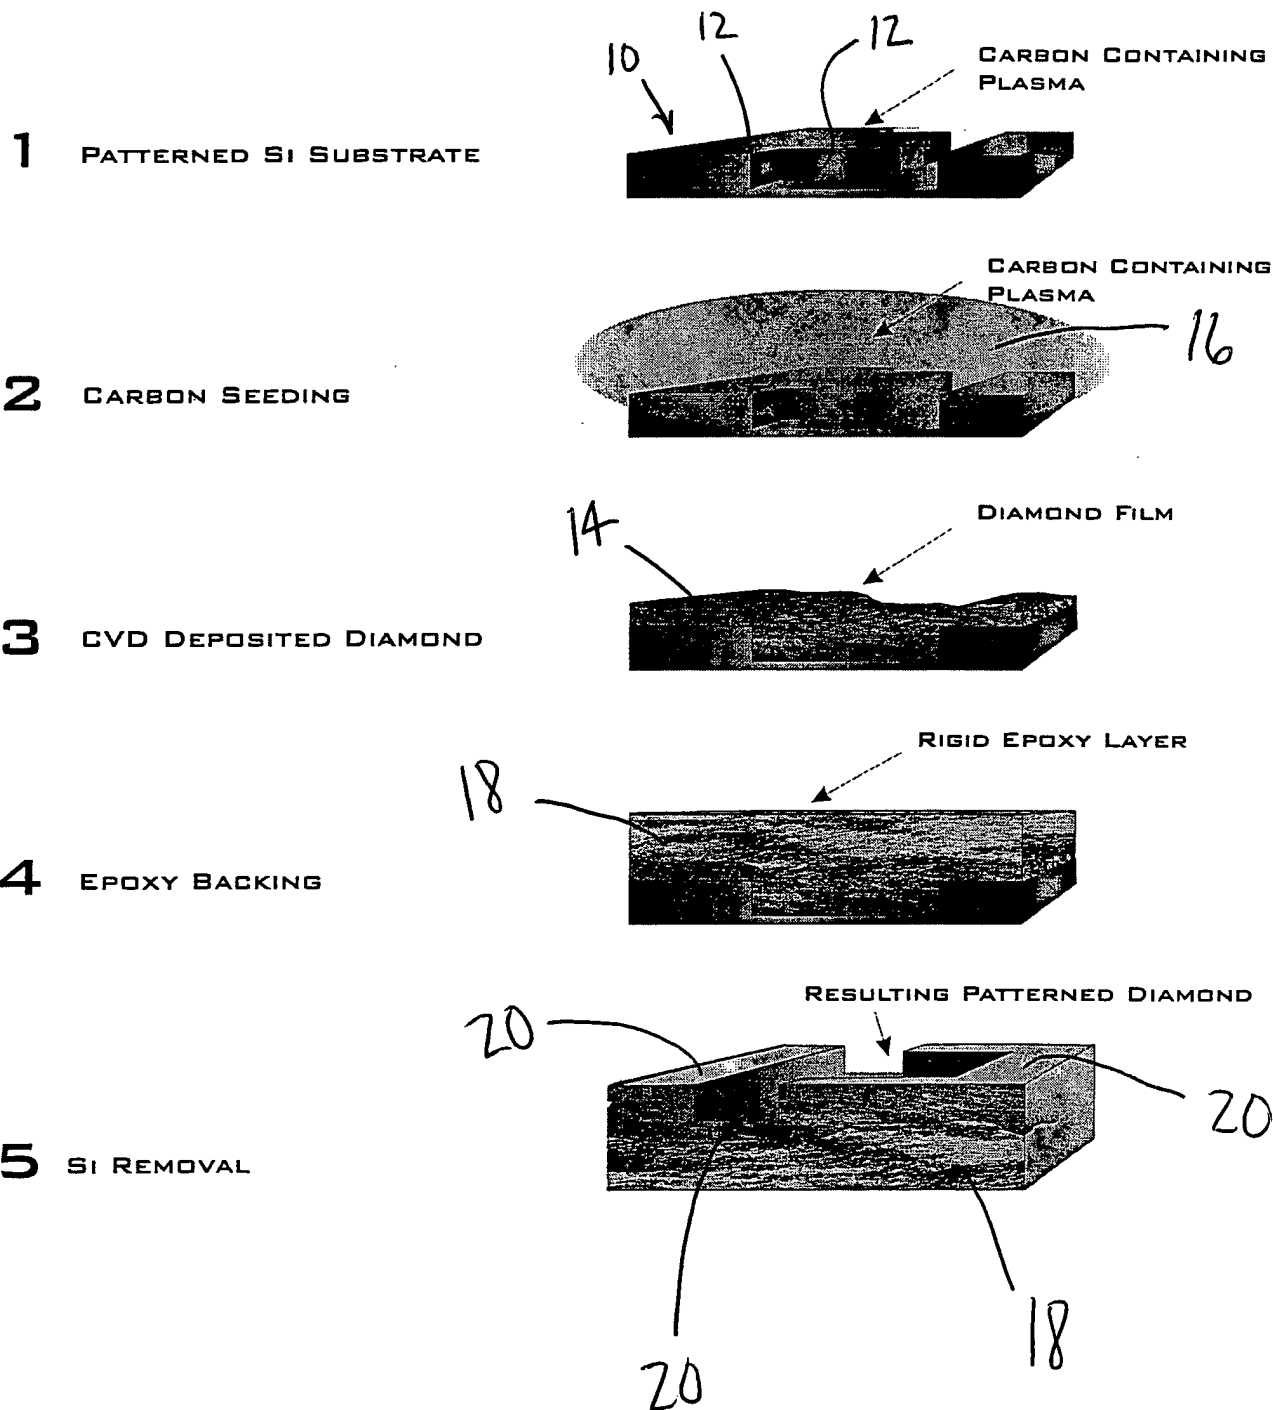 12
12
10
CARBON CONTAINING
PLASMA
1 PATTERNED SI SUBSTRATE
CARBON CONTAINING
PLASMA
16
2 CARBON SEEDING
14
DIAMOND FILM
3 CVD DEPOSITED DIAMOND
RIGID EPOXY LAYER
18
4 EPOXY BACKING
RESULTING PATTERNED DIAMOND
20
20
5 SI REMOVAL
18
20